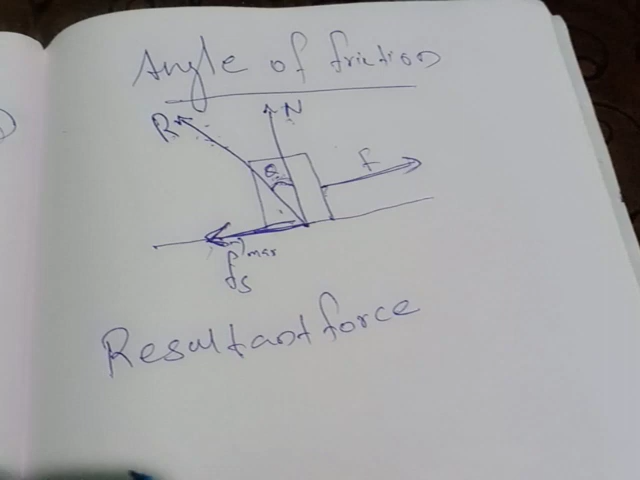 Angle of friction
N
R
θ
f
fs)max
Resultant force